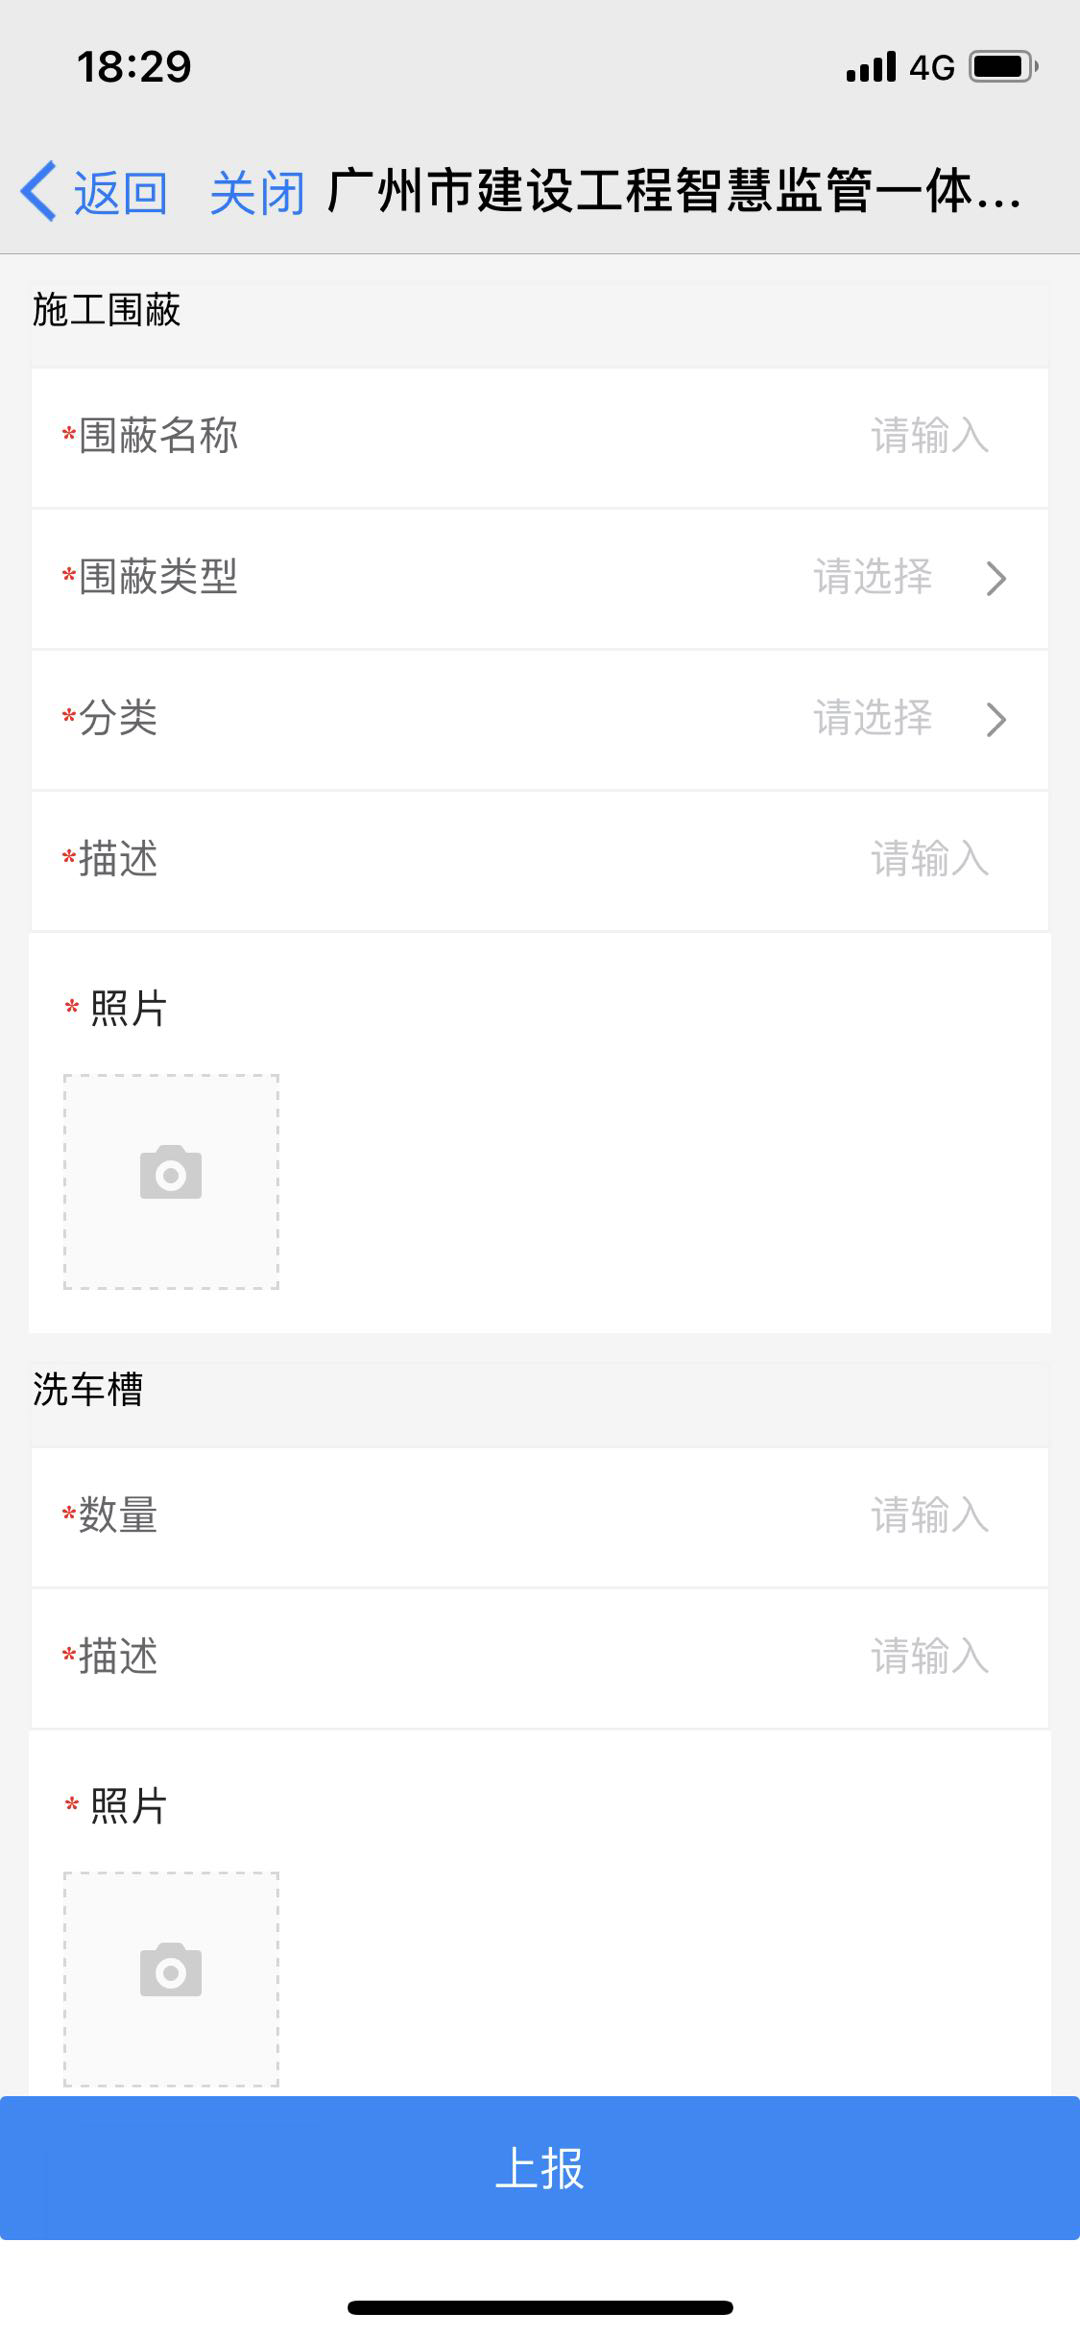 18:29 4G
返回 关闭 广州市建设工程智慧监管一体...
施工围蔽
*围蔽名称 请输入
*围蔽类型 请选择
*分类 请选择
*描述 请输入
* 照片
洗车槽
*数量 请输入
*描述 请输入
* 照片
上报